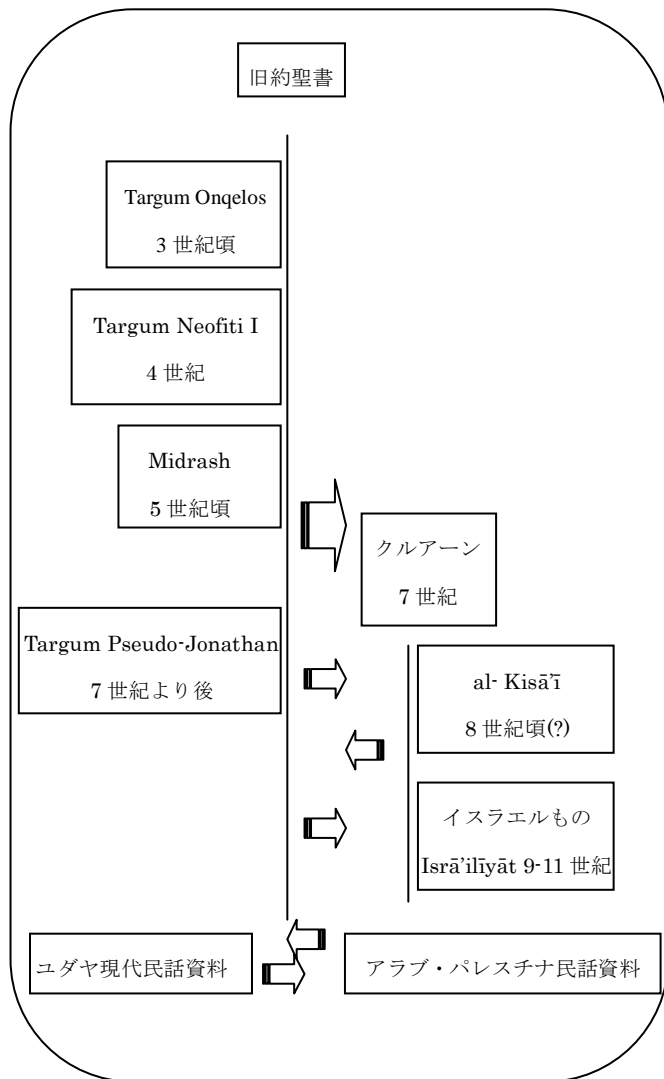 旧約聖書
Targum Onqelos
3 世紀頃
Targum Neofiti I
4 世紀
Midrash
5 世紀頃
クルアーン
7 世紀
Targum Pseudo-Jonathan
7 世紀より後
al- Kisā’ī
8 世紀頃(?)
イスラエルもの
Isrā’ilīyāt 9-11 世紀
ユダヤ現代民話資料
アラブ・パレスチナ民話資料